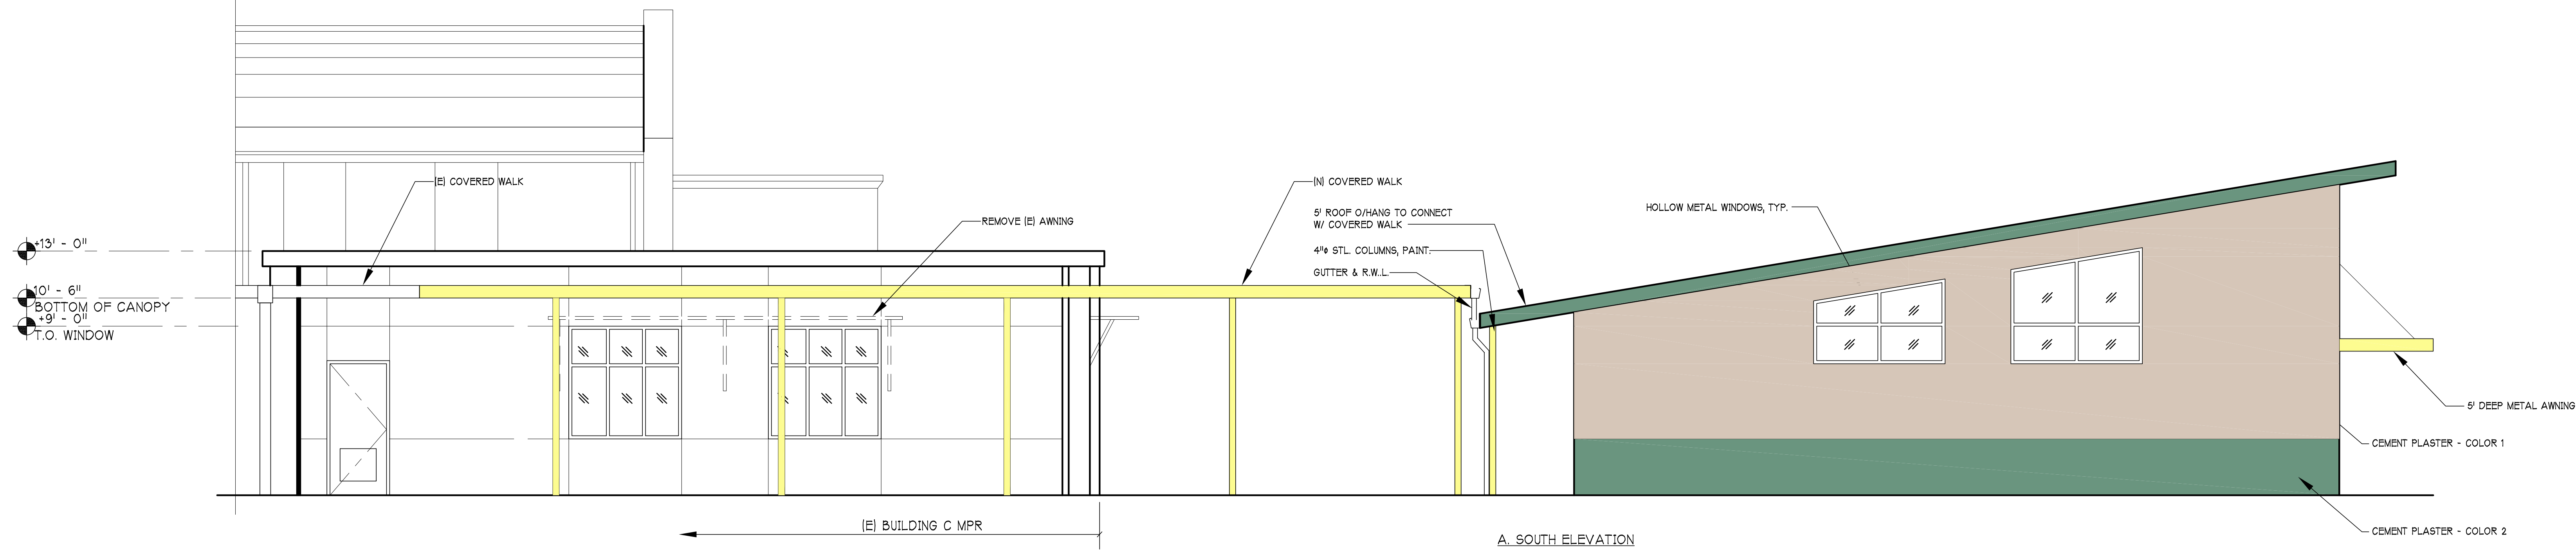 (E) COVERED WALK
(N) COVERED WALK
REMOVE (E) AWNING
5' ROOF O/HANG TO CONNECT
W/ COVERED WALK
HOLLOW METAL WINDOWS, TYP.
+13' - 0"
4"ø STL. COLUMNS, PAINT.
GUTTER & R.W..L.
10' - 6"
BOTTOM OF CANOPY
+9' - 0"
T.O. WINDOW
5' DEEP METAL AWNING
CEMENT PLASTER - COLOR 1
(E) BUILDING C MPR
A. SOUTH ELEVATION
CEMENT PLASTER - COLOR 2